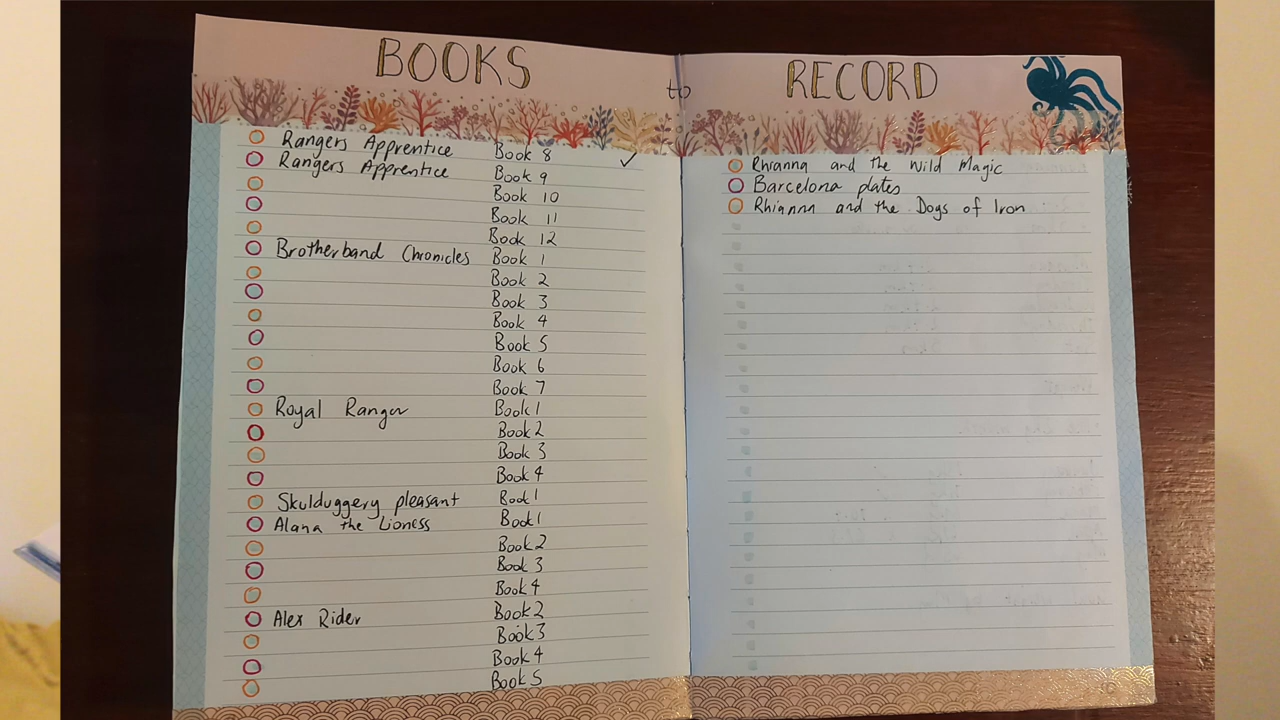 BOOKS to RECORD
Rangers Apprentice Book 8 ✓
Rangers Apprentice Book 9
Book 10
Book 11
Book 12
Brotherband Chronicles Book 1
Book 2
Book 3
Book 4
Book 5
Book 6
Book 7
Royal Ranger Book 1
Book 2
Book 3
Book 4
Skulduggery pleasant Book 1
Alana the Lioness Book 1
Book 2
Book 3
Book 4
Alex Rider Book 2
Book 3
Book 4
Book 5
Rhianna and the Wild Magic
Barcelona plates
Rhianna and the Dogs of Iron